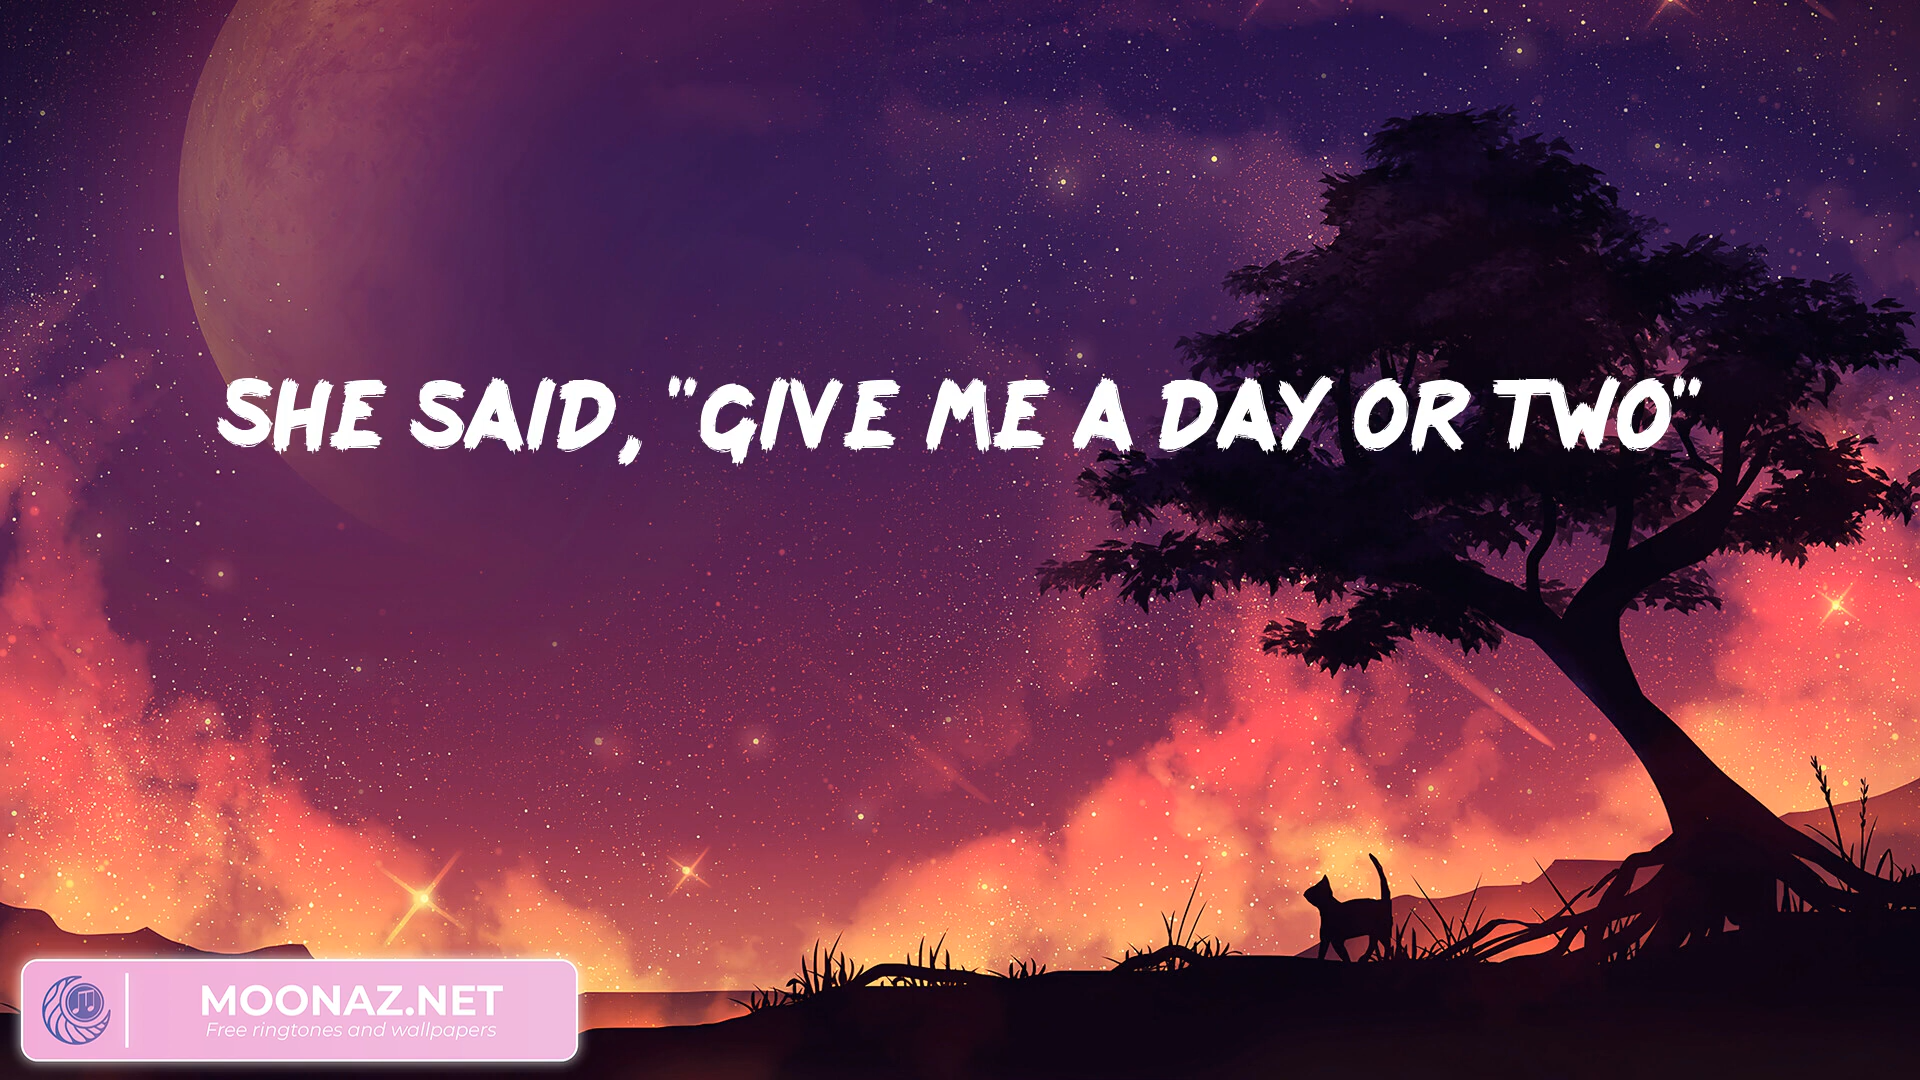 SHE SAID, "GIVE ME A DAY OR TWO"
MOONAZ.NET
Free ringtones and wallpapers